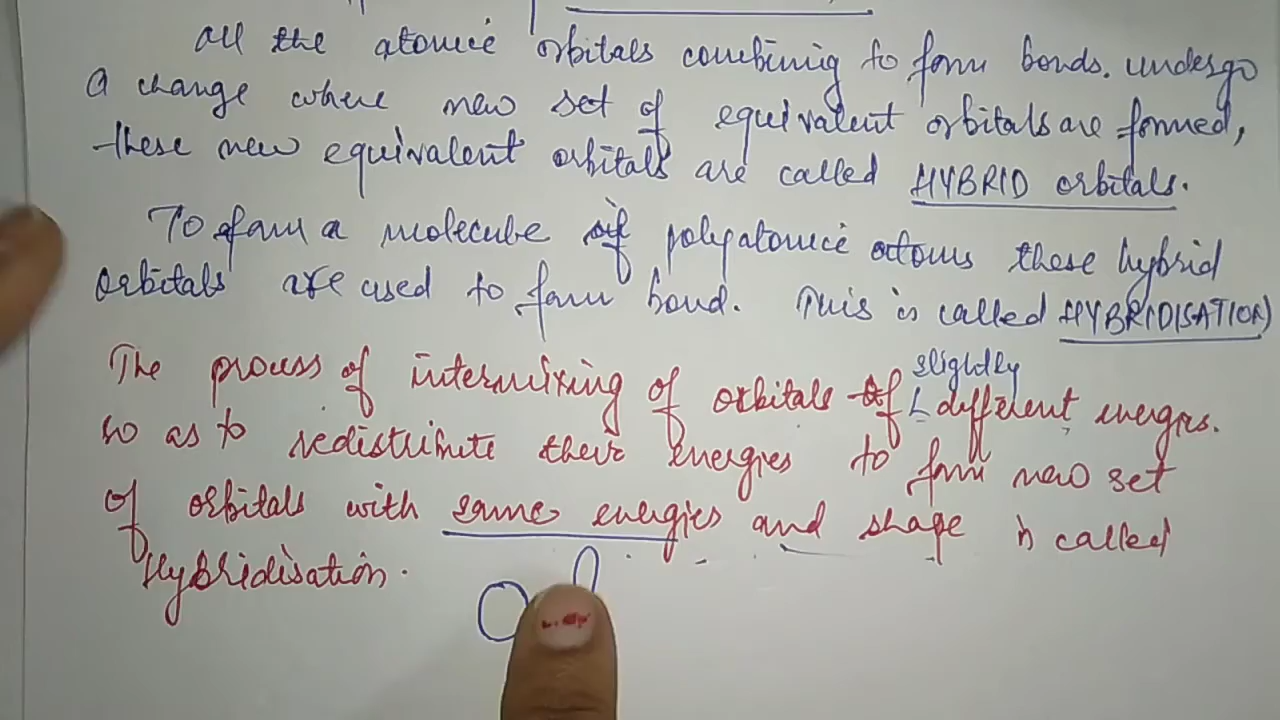 all the atomic orbitals combining to form bonds. undergo
a change where new set of equivalent orbitals are formed,
these new equivalent orbitals are called HYBRID orbitals.
To form a molecule of polyatomic atoms these hybrid
orbitals are used to form bond. This is called HYBRIDISATION)
The process of intermixing of orbitals of slightly different energies.
so as to redistribute their energies to form new set
of orbitals with same energies and shape is called
Hybridisation.